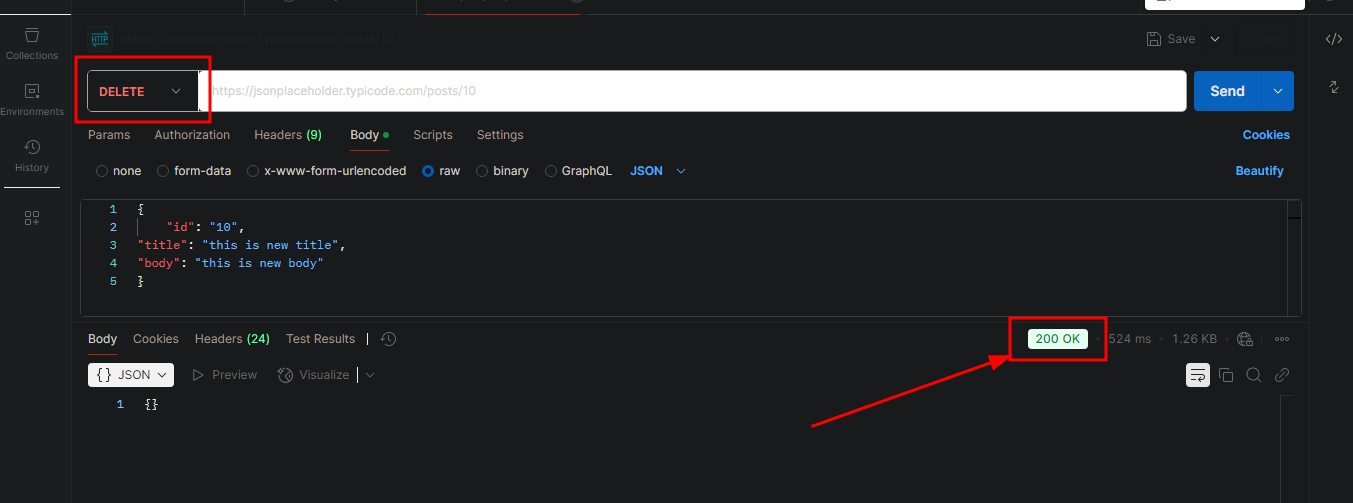 Collections
Environments
History
HTTP
https://jsonplaceholder.typicode.com/posts/10
Save
DELETE
https://jsonplaceholder.typicode.com/posts/10
Send
Params Authorization Headers (9) Body Scripts Settings Cookies
none form-data x-www-form-urlencoded raw binary GraphQL JSON Beautify
1 {
2 "id": "10",
3 "title": "this is new title",
4 "body": "this is new body"
5 }
Body Cookies Headers (24) Test Results 200 OK 524 ms 1.26 KB
{} JSON Preview Visualize
1 {}